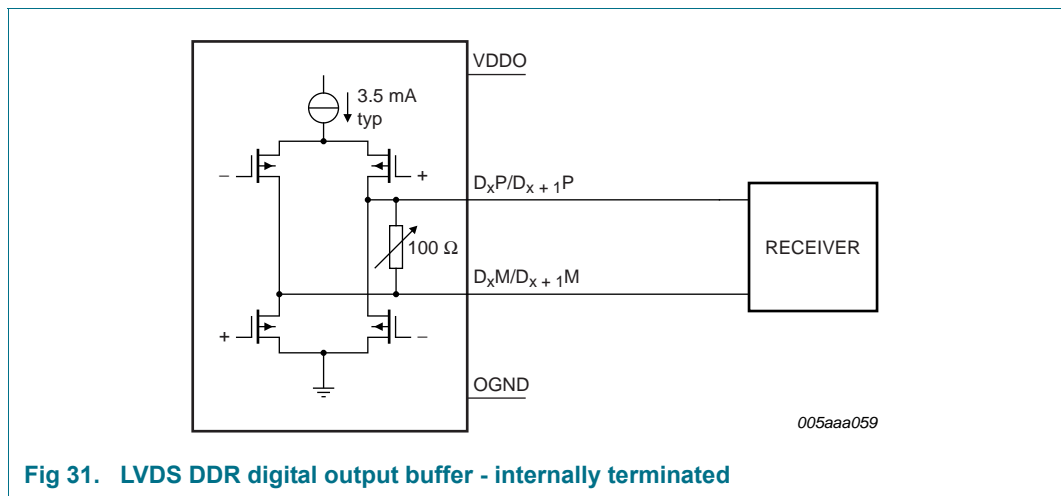 VDDO
3.5 mA
typ
−
+
DxP/Dx + 1P
100 Ω
RECEIVER
DxM/Dx + 1M
+
−
OGND
005aaa059
Fig 31. LVDS DDR digital output buffer - internally terminated